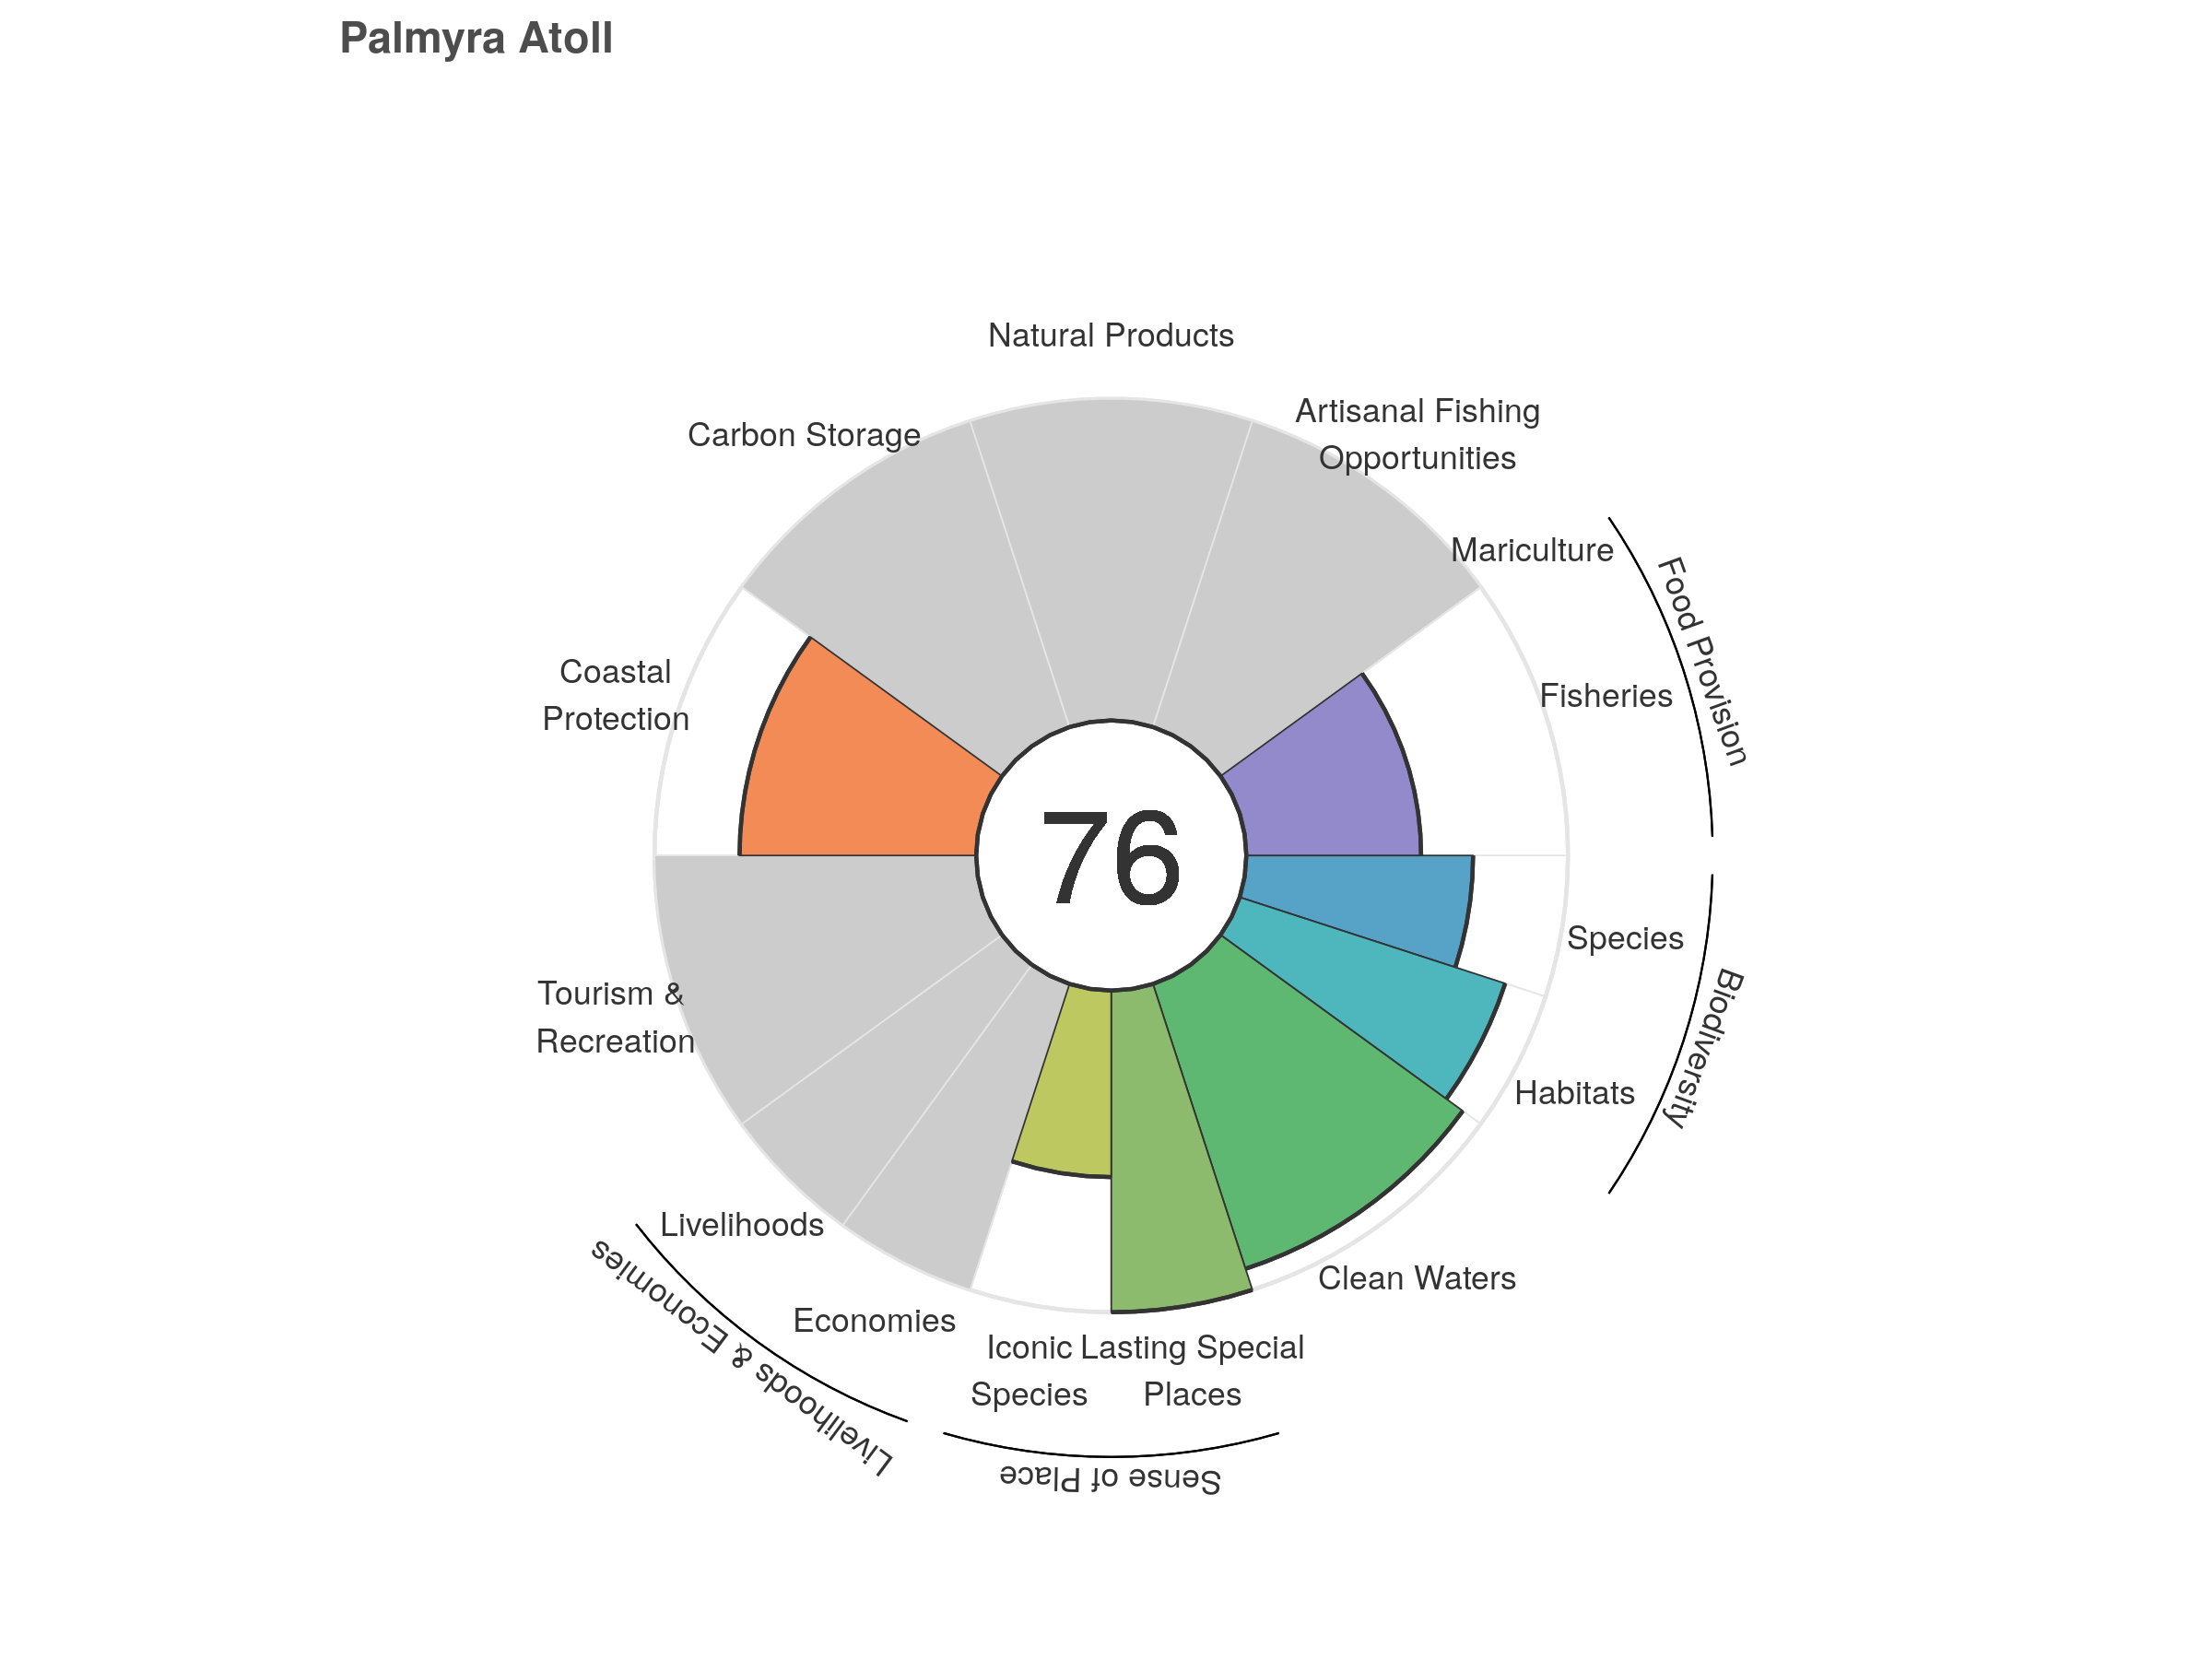 Palmyra Atoll
Natural Products
Artisanal Fishing
Opportunities
Carbon Storage
Mariculture
Food Provision
Fisheries
Coastal
Protection
76
Species
Biodiversity
Tourism &
Recreation
Habitats
Livelihoods
Clean Waters
Livelihoods & Economies
Economies
Iconic
Species
Lasting Special
Places
Sense of Place